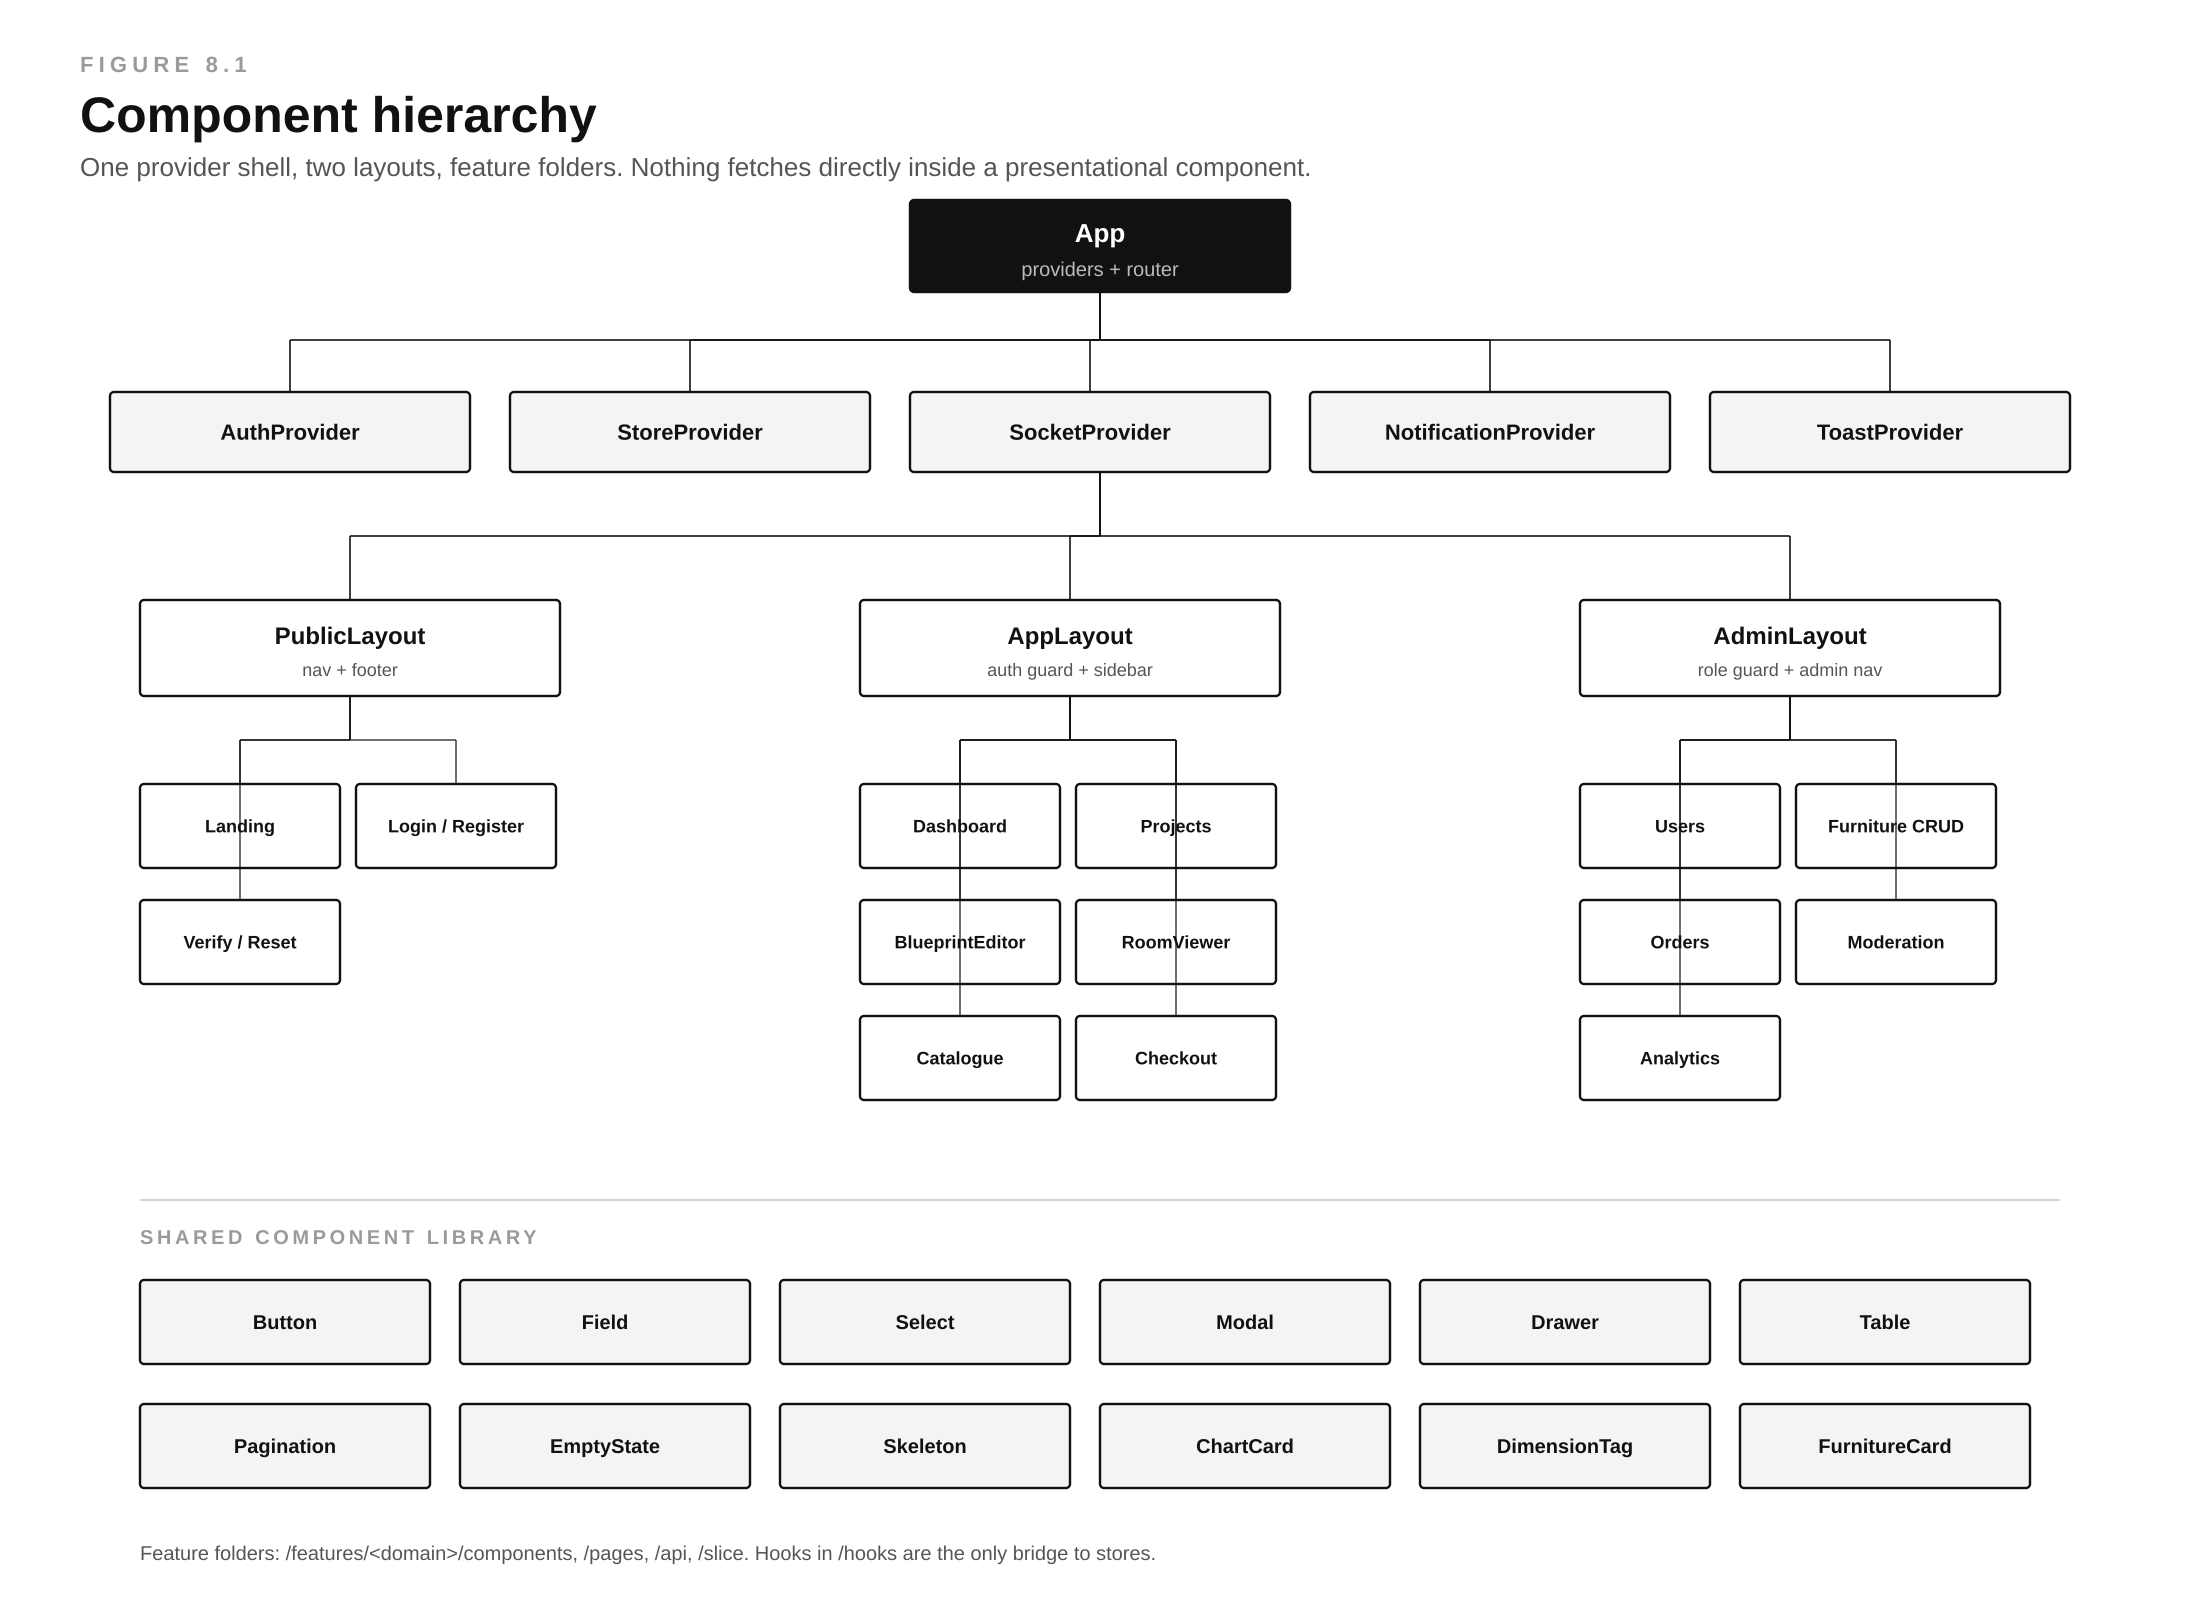 FIGURE 8.1
Component hierarchy
One provider shell, two layouts, feature folders. Nothing fetches directly inside a presentational component.
App
providers + router
AuthProvider
StoreProvider
SocketProvider
NotificationProvider
ToastProvider
PublicLayout
nav + footer
AppLayout
auth guard + sidebar
AdminLayout
role guard + admin nav
Landing
Login / Register
Dashboard
Projects
Users
Furniture CRUD
Verify / Reset
BlueprintEditor
RoomViewer
Orders
Moderation
Catalogue
Checkout
Analytics
SHARED COMPONENT LIBRARY
Button
Field
Select
Modal
Drawer
Table
Pagination
EmptyState
Skeleton
ChartCard
DimensionTag
FurnitureCard
Feature folders: /features/<domain>/components, /pages, /api, /slice. Hooks in /hooks are the only bridge to stores.